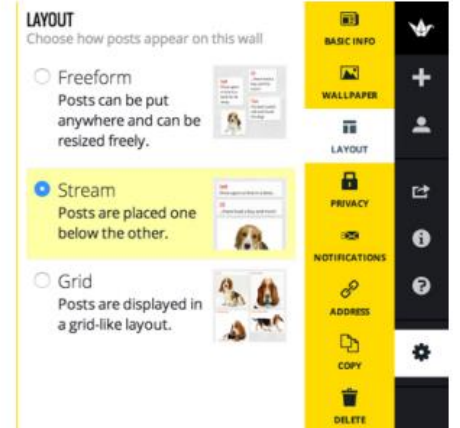 LAYOUT
Choose how posts appear on this wall
Freeform
Posts can be put
anywhere and can be
resized freely.
Stream
Posts are placed one
below the other.
Grid
Posts are displayed in
a grid-like layout.
BASIC INFO
WALLPAPER
LAYOUT
PRIVACY
NOTIFICATIONS
ADDRESS
COPY
DELETE